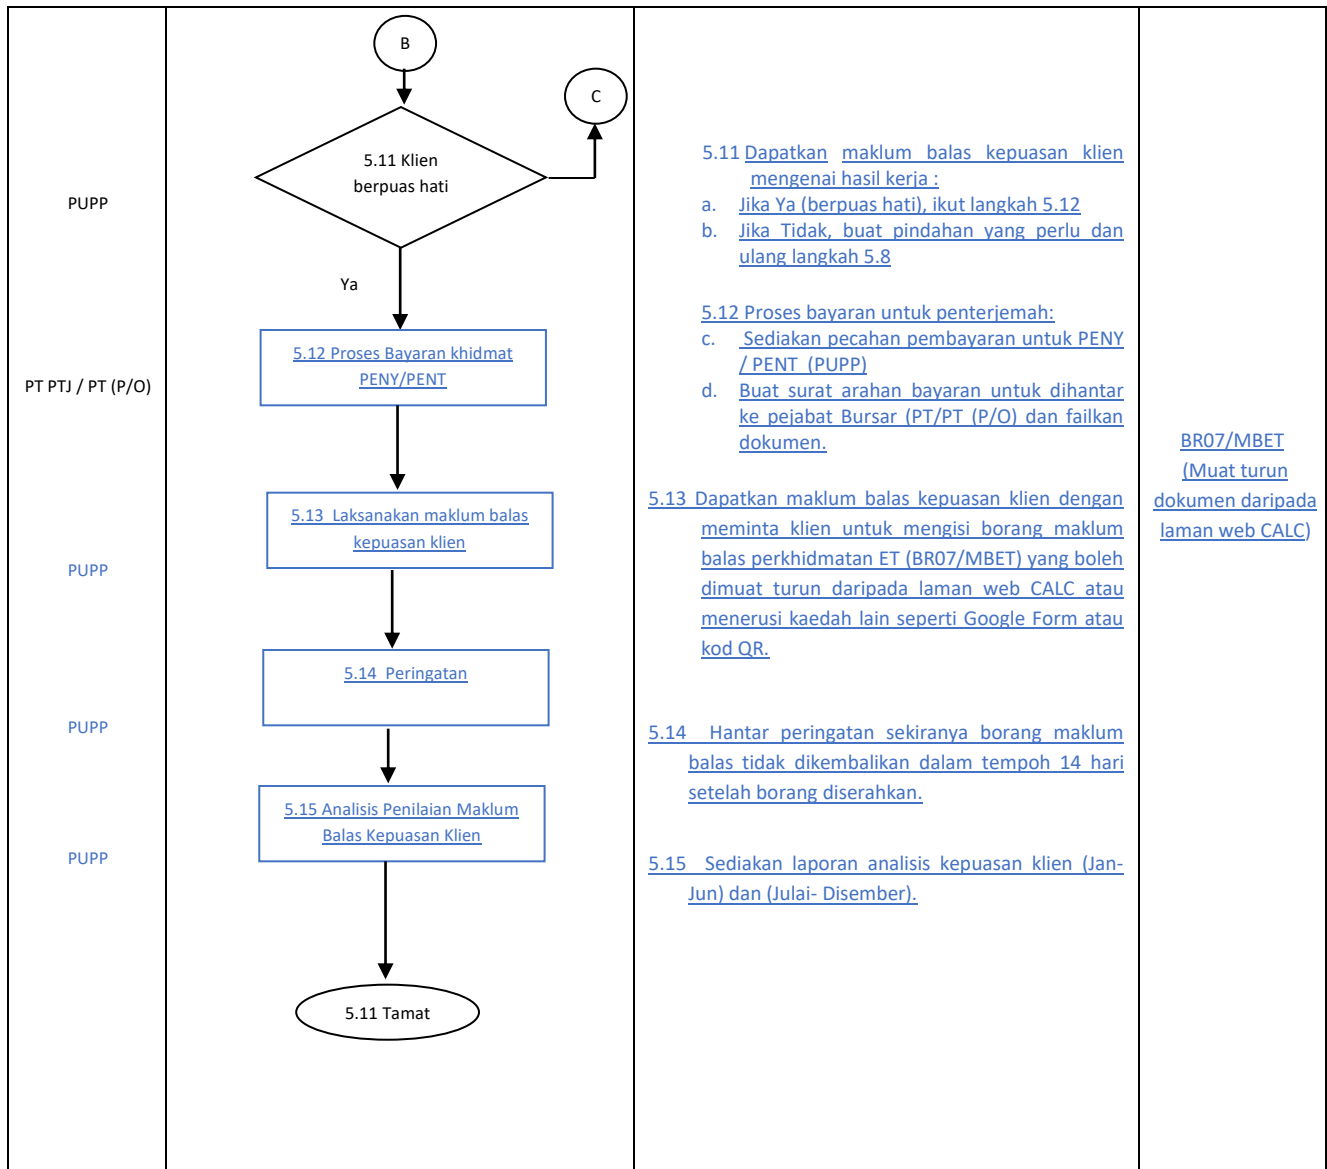 PUPP
PT PTJ / PT (P/O)
PUPP
PUPP
PUPP
B
C
5.11 Klien
berpuas hati
Ya
5.12 Proses Bayaran khidmat
PENY/PENT
5.13 Laksanakan maklum balas
kepuasan klien
5.14 Peringatan
5.15 Analisis Penilaian Maklum
Balas Kepuasan Klien
5.11 Tamat
5.11 Dapatkan maklum balas kepuasan klien
mengenai hasil kerja :
a. Jika Ya (berpuas hati), ikut langkah 5.12
b. Jika Tidak, buat pindahan yang perlu dan
ulang langkah 5.8
5.12 Proses bayaran untuk penterjemah:
c. Sediakan pecahan pembayaran untuk PENY
/ PENT (PUPP)
d. Buat surat arahan bayaran untuk dihantar
ke pejabat Bursar (PT/PT (P/O) dan failkan
dokumen.
5.13 Dapatkan maklum balas kepuasan klien dengan
meminta klien untuk mengisi borang maklum
balas perkhidmatan ET (BR07/MBET) yang boleh
dimuat turun daripada laman web CALC atau
menerusi kaedah lain seperti Google Form atau
kod QR.
5.14 Hantar peringatan sekiranya borang maklum
balas tidak dikembalikan dalam tempoh 14 hari
setelah borang diserahkan.
5.15 Sediakan laporan analisis kepuasan klien (Jan-
Jun) dan (Julai- Disember).
BR07/MBET
(Muat turun
dokumen daripada
laman web CALC)